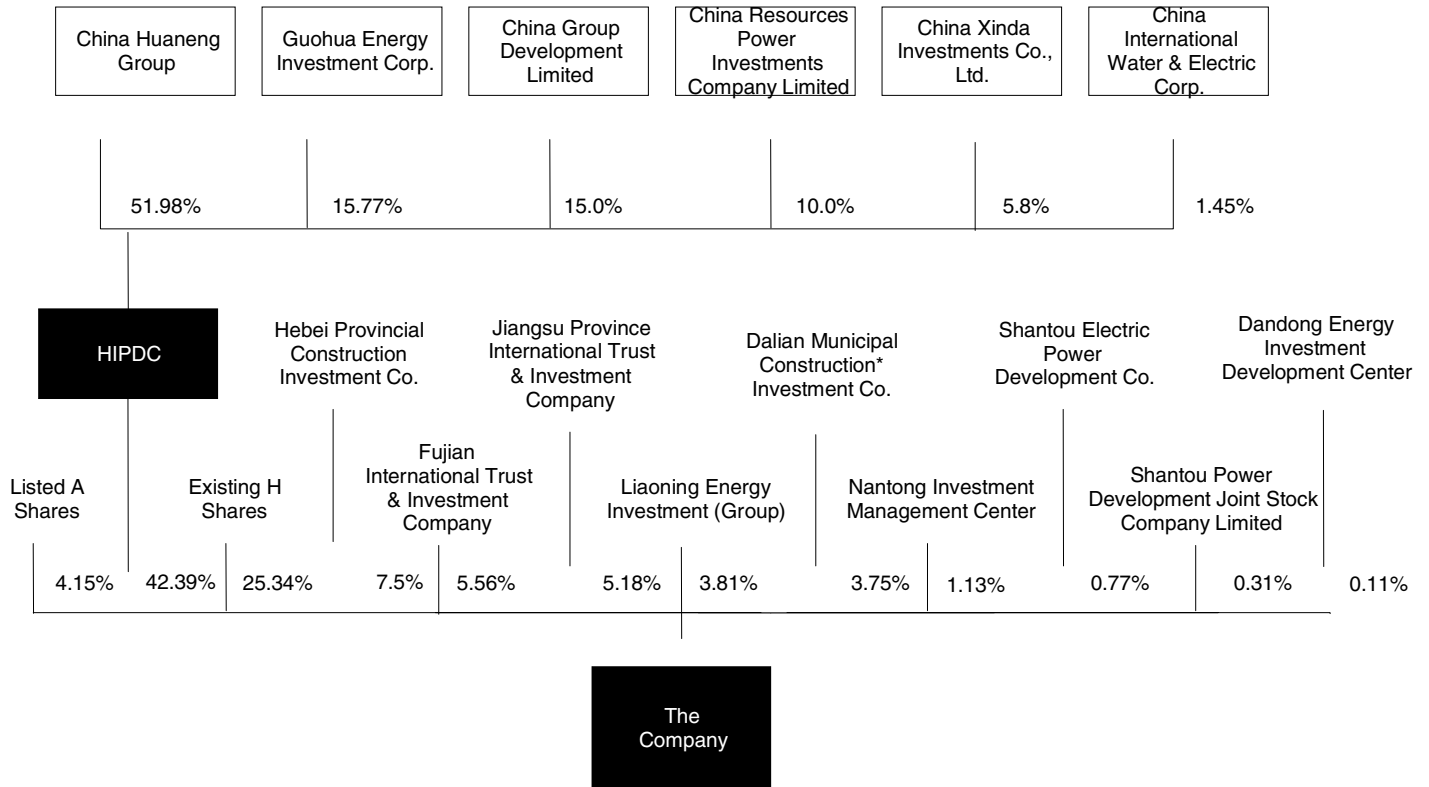 China Huaneng
Group
Guohua Energy
Investment Corp.
China Group
Development
Limited
China Resources
Power
Investments
Company Limited
China Xinda
Investments Co.,
Ltd.
China
International
Water & Electric
Corp.
51.98%
15.77%
15.0%
10.0%
5.8%
1.45%
HIPDC
Hebei Provincial
Construction
Investment Co.
Jiangsu Province
International Trust
& Investment
Company
Dalian Municipal
Construction*
Investment Co.
Shantou Electric
Power
Development Co.
Dandong Energy
Investment
Development Center
Listed A
Shares
Existing H
Shares
Fujian
International Trust
& Investment
Company
Liaoning Energy
Investment (Group)
Nantong Investment
Management Center
Shantou Power
Development Joint Stock
Company Limited
4.15%
42.39%
25.34%
7.5%
5.56%
5.18%
3.81%
3.75%
1.13%
0.77%
0.31%
0.11%
The
Company